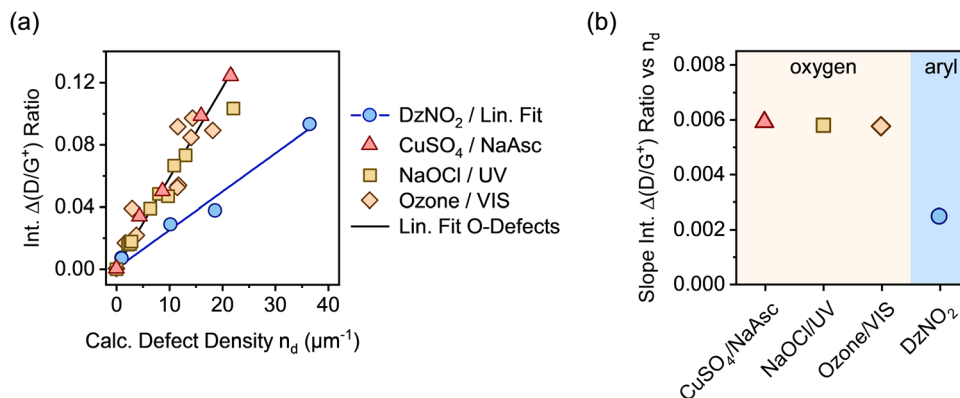 (a)
Int. Δ(D/G⁺) Ratio
0.12
0.08
0.04
0.00
0 10 20 30 40
Calc. Defect Density n_d (µm⁻¹)
DzNO₂ / Lin. Fit
CuSO₄ / NaAsc
NaOCl / UV
Ozone / VIS
Lin. Fit O-Defects
(b)
Slope Int. Δ(D/G⁺) Ratio vs n_d
0.008
0.006
0.004
0.002
0.000
oxygen
aryl
CuSO₄/NaAsc
NaOCl/UV
Ozone/VIS
DzNO₂